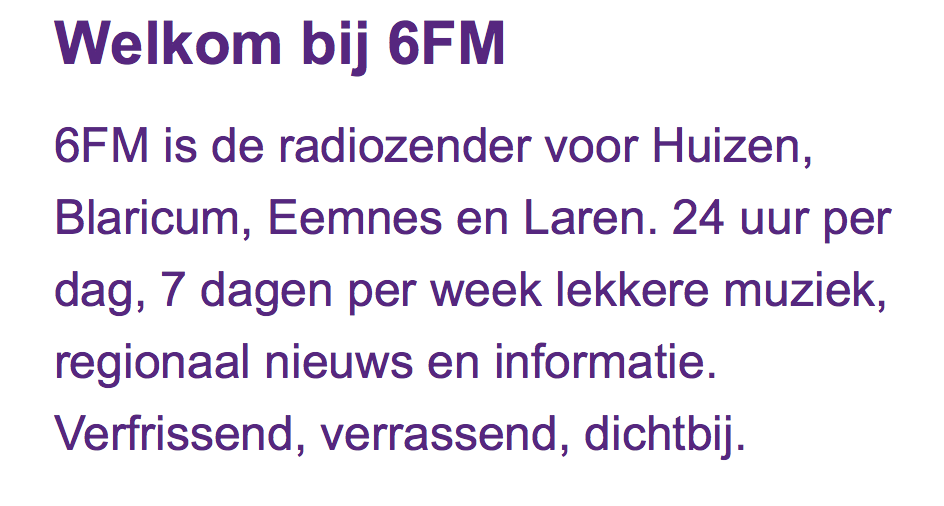 Welkom bij 6FM
6FM is de radiozender voor Huizen,
Blaricum, Eemnes en Laren. 24 uur per
dag, 7 dagen per week lekkere muziek,
regionaal nieuws en informatie.
Verfrissend, verrassend, dichtbij.